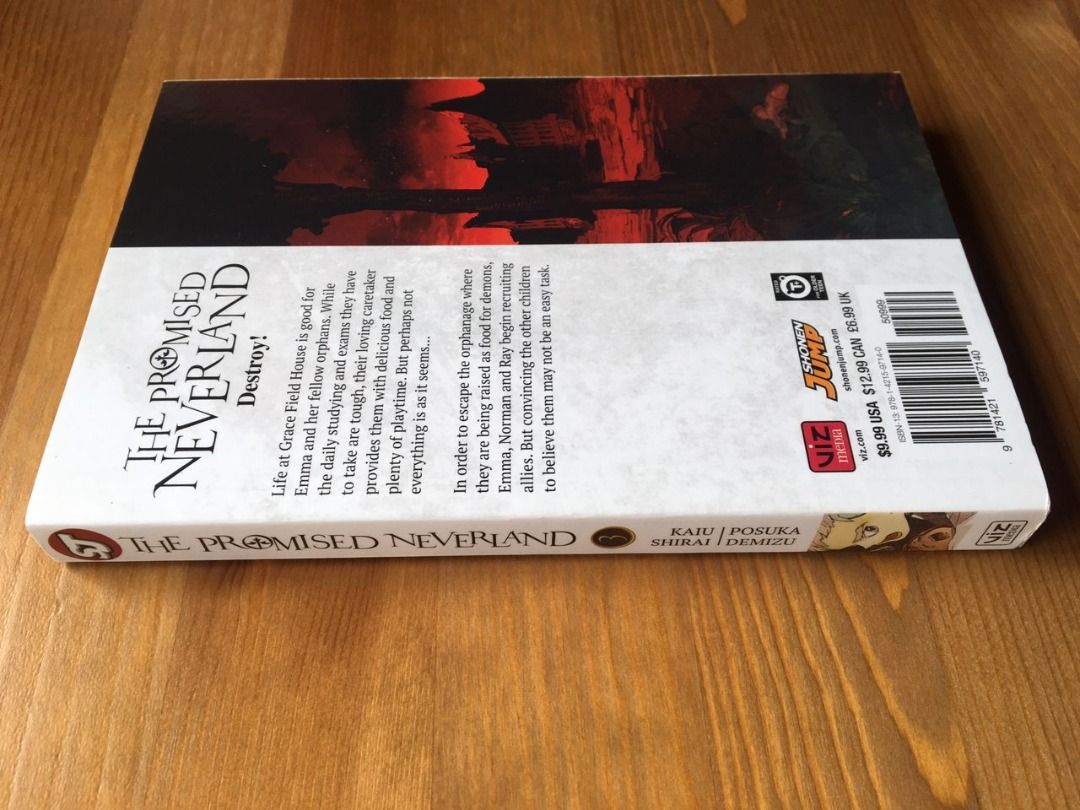 THE PROMISED
NEVERLAND
Destroy!
Life at Grace Field House is good for
Emma and her fellow orphans. While
the daily studying and exams they have
to take are tough, their loving caretaker
provides them with delicious food and
plenty of playtime. But perhaps not
everything is as it seems...
In order to escape the orphanage where
they are being raised as food for demons,
Emma, Norman and Ray begin recruiting
allies. But convincing the other children
to believe them may not be an easy task.
RATED
T+
FOR OLDER
TEEN
SHONEN
JUMP
shonenjump.com
viz
media
viz.com
$9.99 USA $12.99 CAN £6.99 UK
ISBN-13: 978-1-4215-9714-0
50999
9 781421 597140
SJ
THE PROMISED NEVERLAND
3
KAIU
SHIRAI
POSUKA
DEMIZU
viz
media